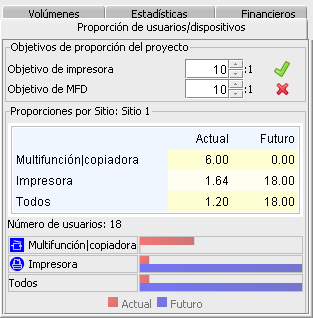 Volúmenes Estadísticas Financieros
Proporción de usuarios/dispositivos
Objetivos de proporción del proyecto
Objetivo de impresora 10 :1
Objetivo de MFD 10 :1
Proporciones por Sitio: Sitio 1
Actual Futuro
Multifunción|copiadora 6.00 0.00
Impresora 1.64 18.00
Todos 1.20 18.00
Número de usuarios: 18
Multifunción|copiadora
Impresora
Todos
Actual Futuro